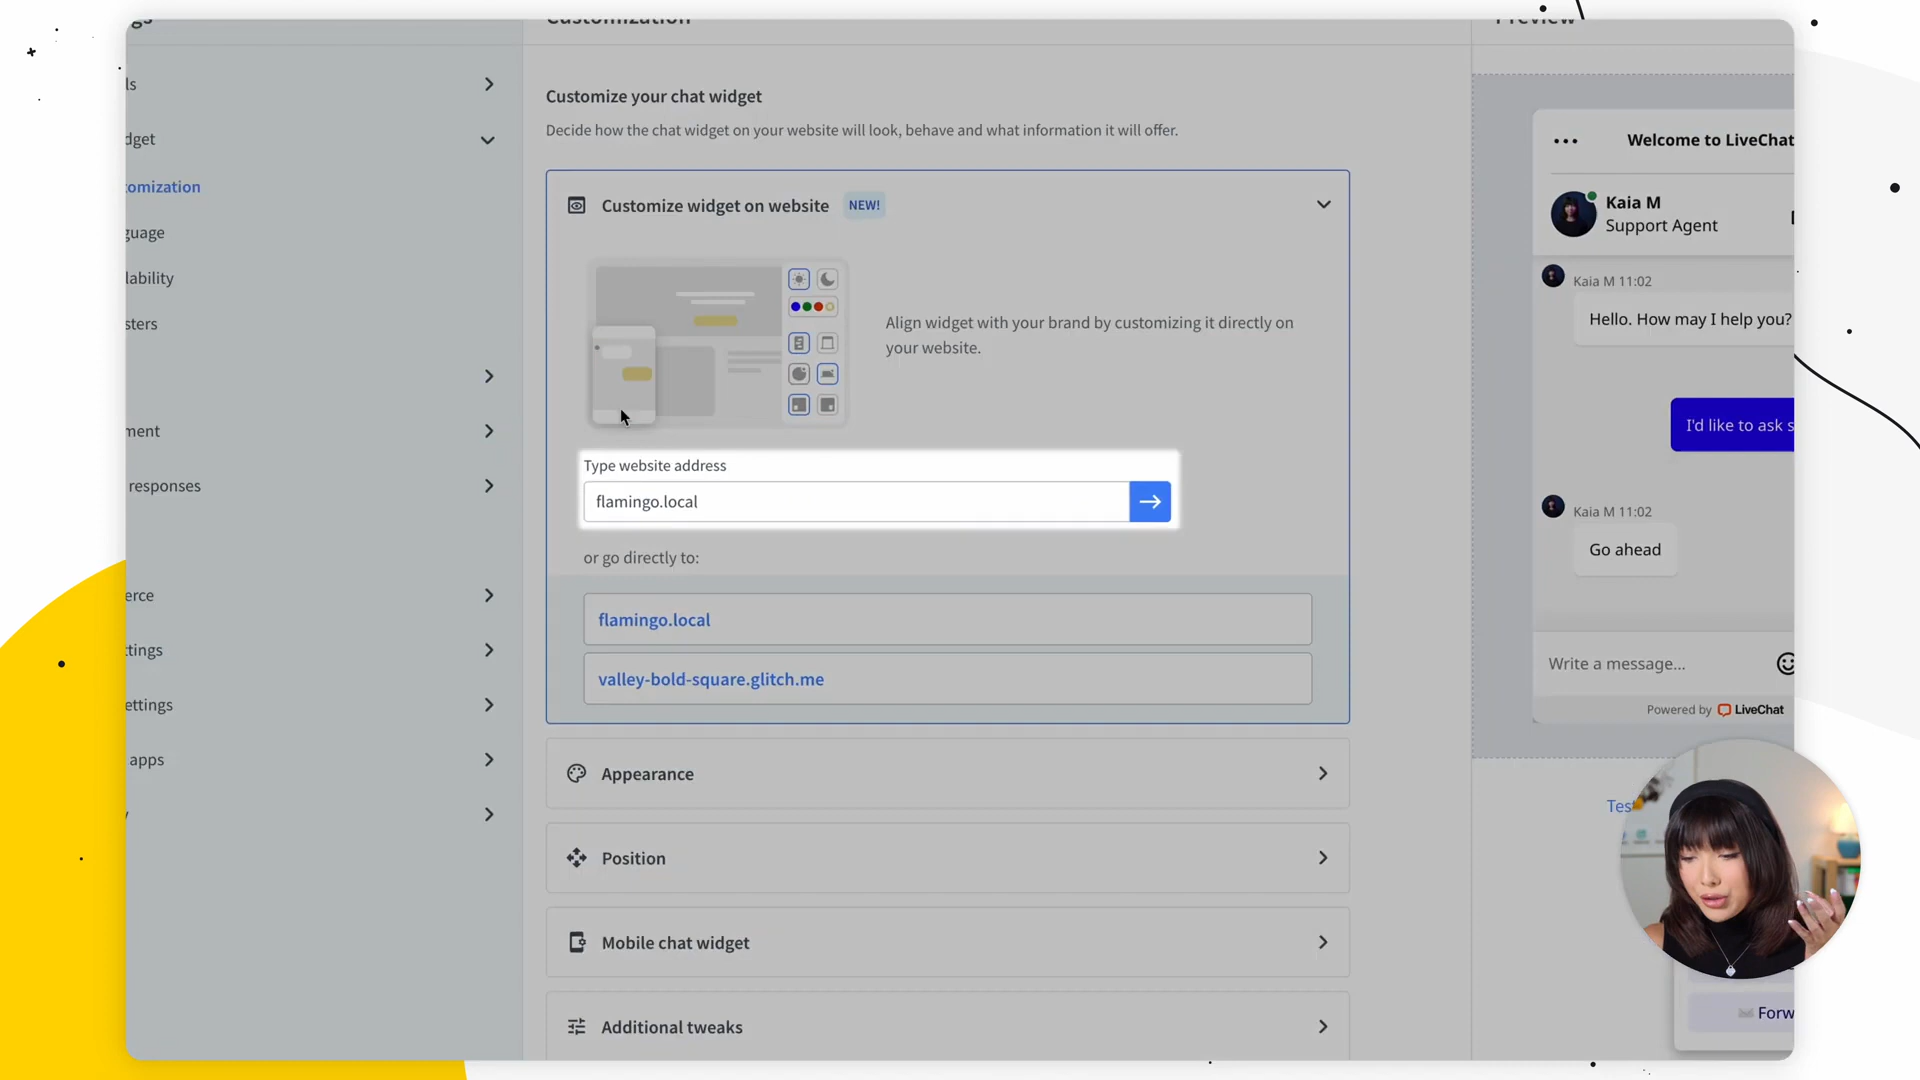 Customization
Preview
ls
dget
omization
guage
lability
sters
ment
responses
erce
ttings
ettings
apps
Customize your chat widget
Decide how the chat widget on your website will look, behave and what information it will offer.
Customize widget on website NEW!
Align widget with your brand by customizing it directly on
your website.
Type website address
flamingo.local
or go directly to:
flamingo.local
valley-bold-square.glitch.me
Appearance
Position
Mobile chat widget
Additional tweaks
Welcome to LiveChat
Kaia M
Support Agent
Kaia M 11:02
Hello. How may I help you?
I'd like to ask s
Kaia M 11:02
Go ahead
Write a message...
Powered by LiveChat
Tes
Forw